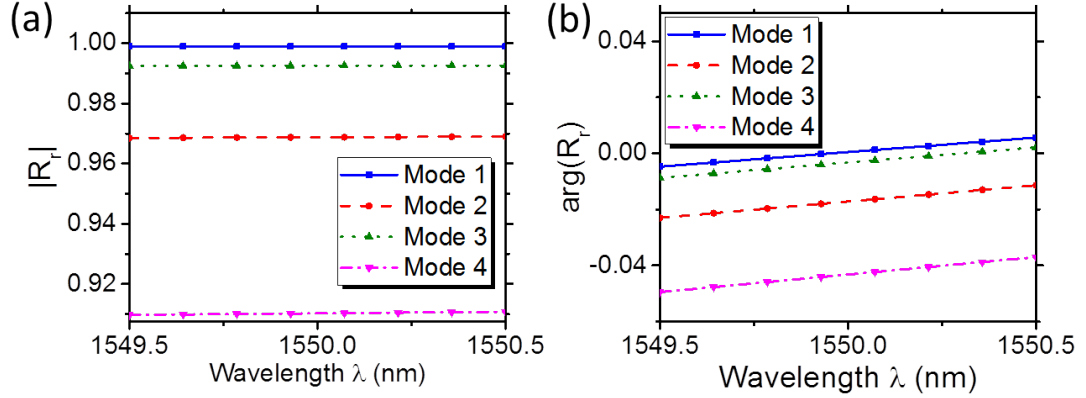 (a)
|R_r|
1.00
0.98
0.96
0.94
0.92
Mode 1
Mode 2
Mode 3
Mode 4
1549.5
1550.0
1550.5
Wavelength λ (nm)
(b)
arg(R_r)
0.04
0.00
-0.04
Mode 1
Mode 2
Mode 3
Mode 4
1549.5
1550.0
1550.5
Wavelength λ (nm)